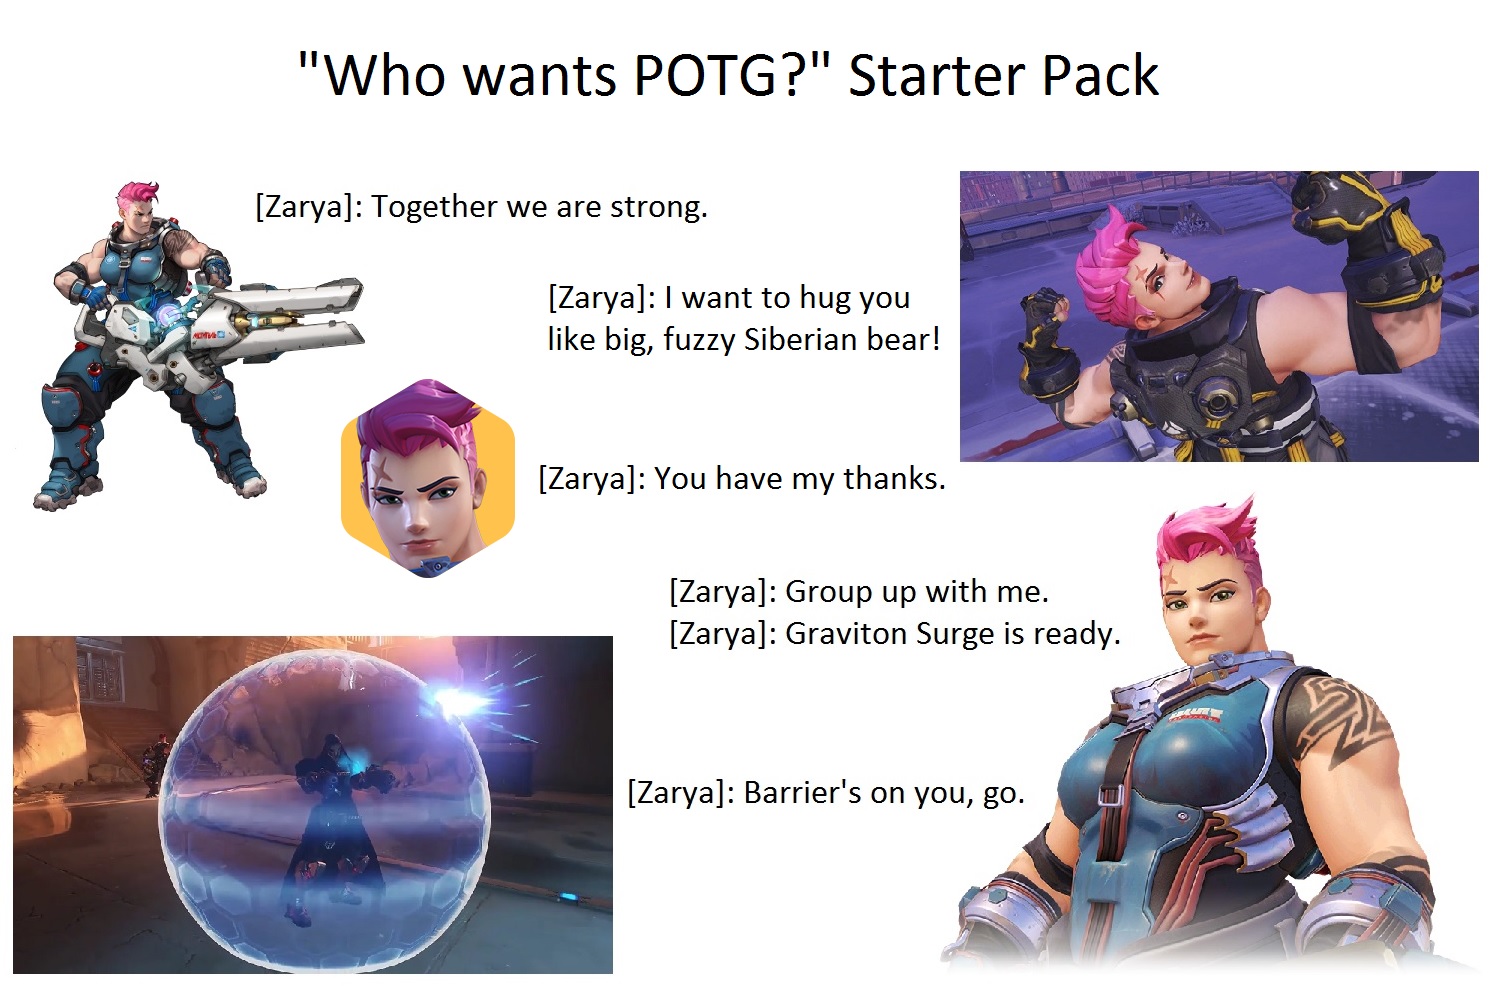 "Who wants POTG?" Starter Pack
[Zarya]: Together we are strong.
[Zarya]: I want to hug you
like big, fuzzy Siberian bear!
[Zarya]: You have my thanks.
[Zarya]: Group up with me.
[Zarya]: Graviton Surge is ready.
[Zarya]: Barrier's on you, go.